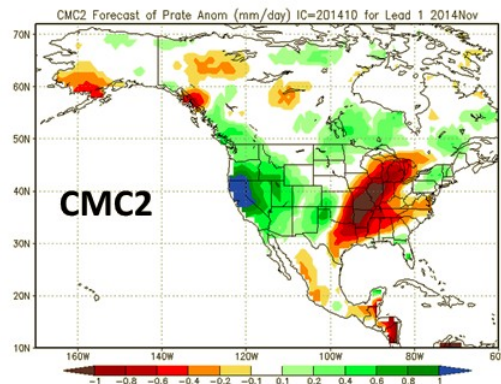 CMC2 Forecast of Prate Anom (mm/day) IC=201410 for Lead 1 2014Nov
70N
60N
50N
40N
CMC2
30N
20N
10N
160W 140W 120W 100W 80W 60
-1 -0.8 -0.6 -0.4 -0.2 -0.1 0.1 0.2 0.4 0.6 0.8 1